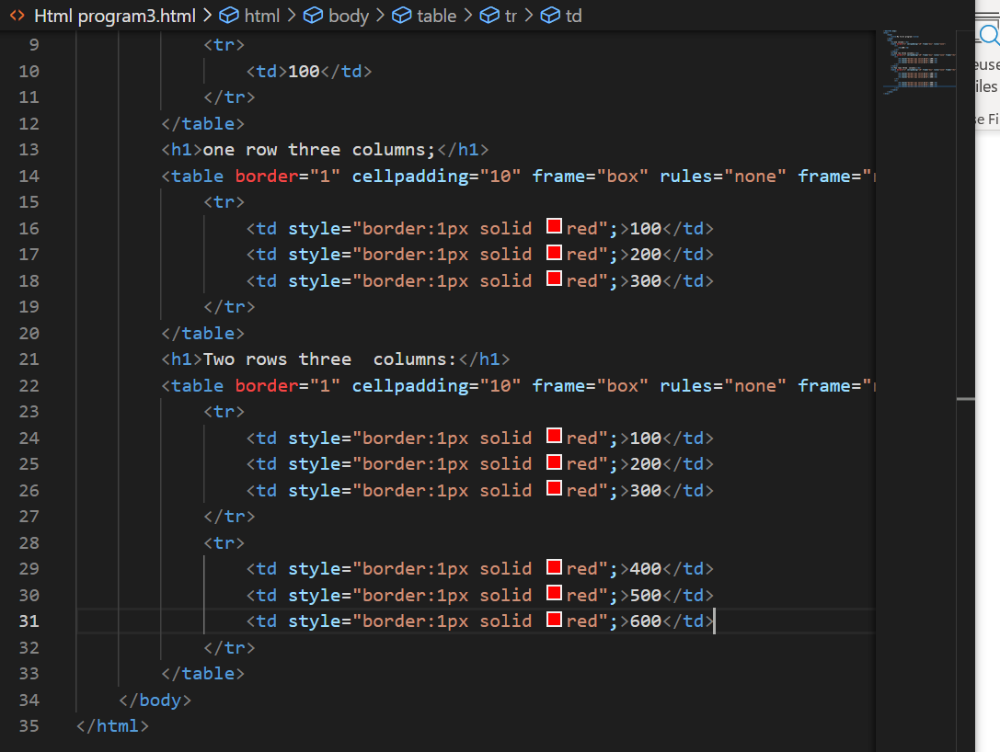 <> Html program3.html > html > body > table > tr > td
9 <tr>
10 <td>100</td>
11 </tr>
12 </table>
13 <h1>one row three columns;</h1>
14 <table border="1" cellpadding="10" frame="box" rules="none" frame="
15 <tr>
16 <td style="border:1px solid red";>100</td>
17 <td style="border:1px solid red";>200</td>
18 <td style="border:1px solid red";>300</td>
19 </tr>
20 </table>
21 <h1>Two rows three  columns:</h1>
22 <table border="1" cellpadding="10" frame="box" rules="none" frame="
23 <tr>
24 <td style="border:1px solid red";>100</td>
25 <td style="border:1px solid red";>200</td>
26 <td style="border:1px solid red";>300</td>
27 </tr>
28 <tr>
29 <td style="border:1px solid red";>400</td>
30 <td style="border:1px solid red";>500</td>
31 <td style="border:1px solid red";>600</td>
32 </tr>
33 </table>
34 </body>
35 </html>